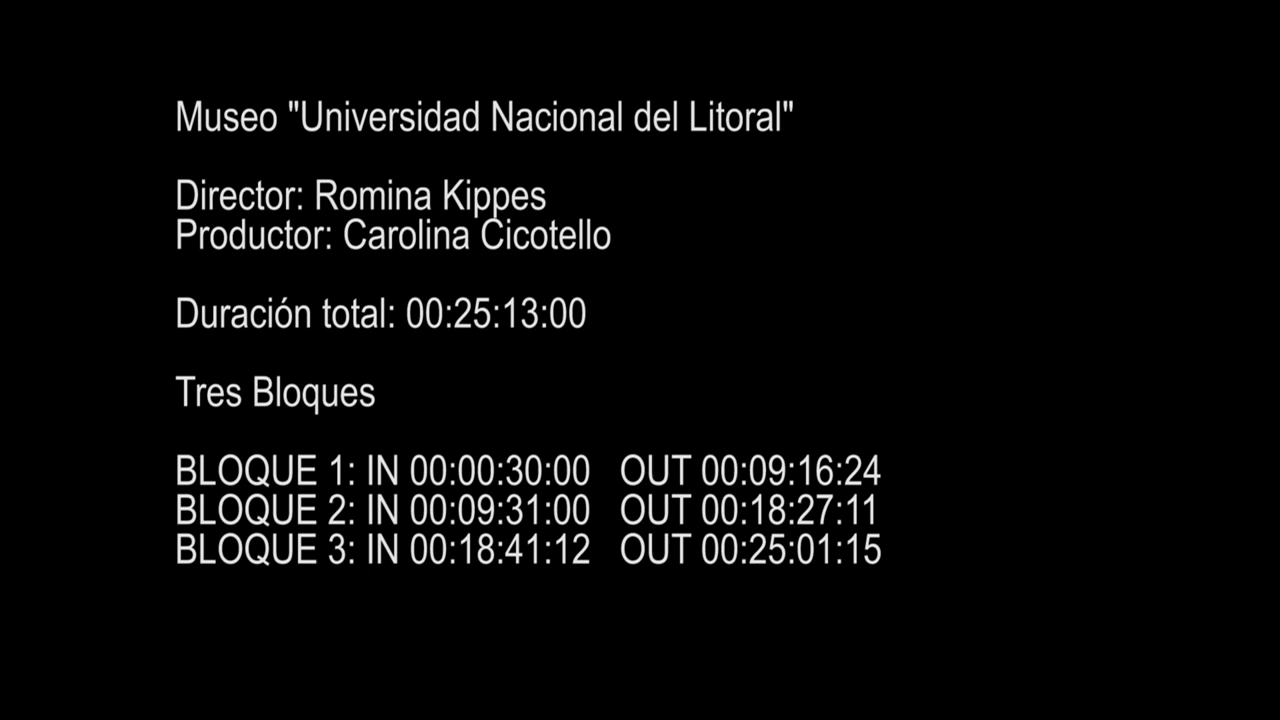 Museo "Universidad Nacional del Litoral"
Director: Romina Kippes
Productor: Carolina Cicotello
Duración total: 00:25:13:00
Tres Bloques
BLOQUE 1: IN 00:00:30:00 OUT 00:09:16:24
BLOQUE 2: IN 00:09:31:00 OUT 00:18:27:11
BLOQUE 3: IN 00:18:41:12 OUT 00:25:01:15